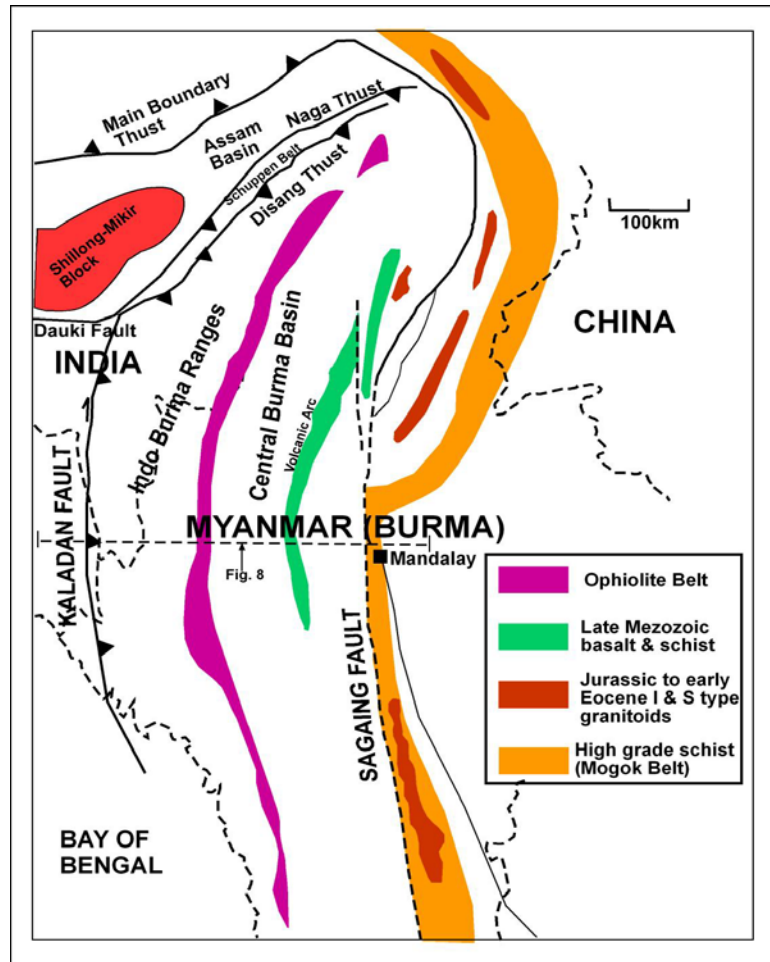 Main Boundary
Thust
Assam
Basin
Naga Thust
Schuppen Belt
Disang Thust
Shillong-Mikir
Block
100km
Dauki Fault
INDIA
CHINA
Indo Burma Ranges
Central Burma Basin
Volcanic Arc
KALADAN FAULT
MYANMAR (BURMA)
Mandalay
Fig. 8
SAGAING FAULT
BAY OF
BENGAL
Ophiolite Belt
Late Mezozoic
basalt & schist
Jurassic to early
Eocene I & S type
granitoids
High grade schist
(Mogok Belt)